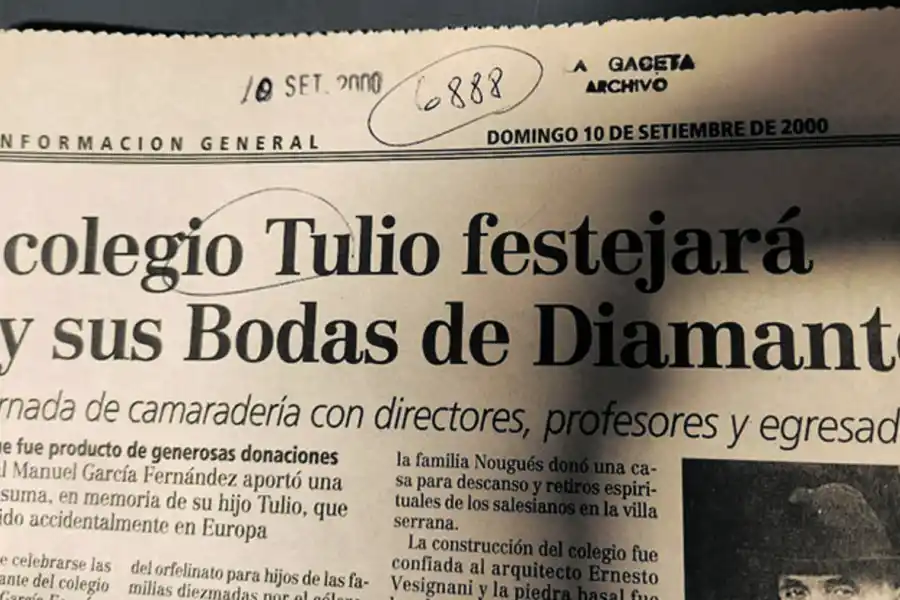 10 SET. 2000
6888
A GACETA
ARCHIVO
NFORMACION GENERAL
DOMINGO 10 DE SETIEMBRE DE 2000
colegio Tulio festejará
y sus Bodas de Diamant
rnada de camaradería con directores, profesores y egresad
ue fue producto de generosas donaciones
l Manuel García Fernández aportó una
suma, en memoria de su hijo Tulio, que
ido accidentalmente en Europa
e celebrarse las
ante del colegio
García
del orfelinato para hijos de las fa-
milias diezmadas por el
la familia Nougués donó una ca-
sa para descanso y retiros espiri-
tuales de los salesianos en la villa
serrana.
La construcción del colegio fue
confiada al arquitecto Ernesto
Vesignani y la piedra basal fue